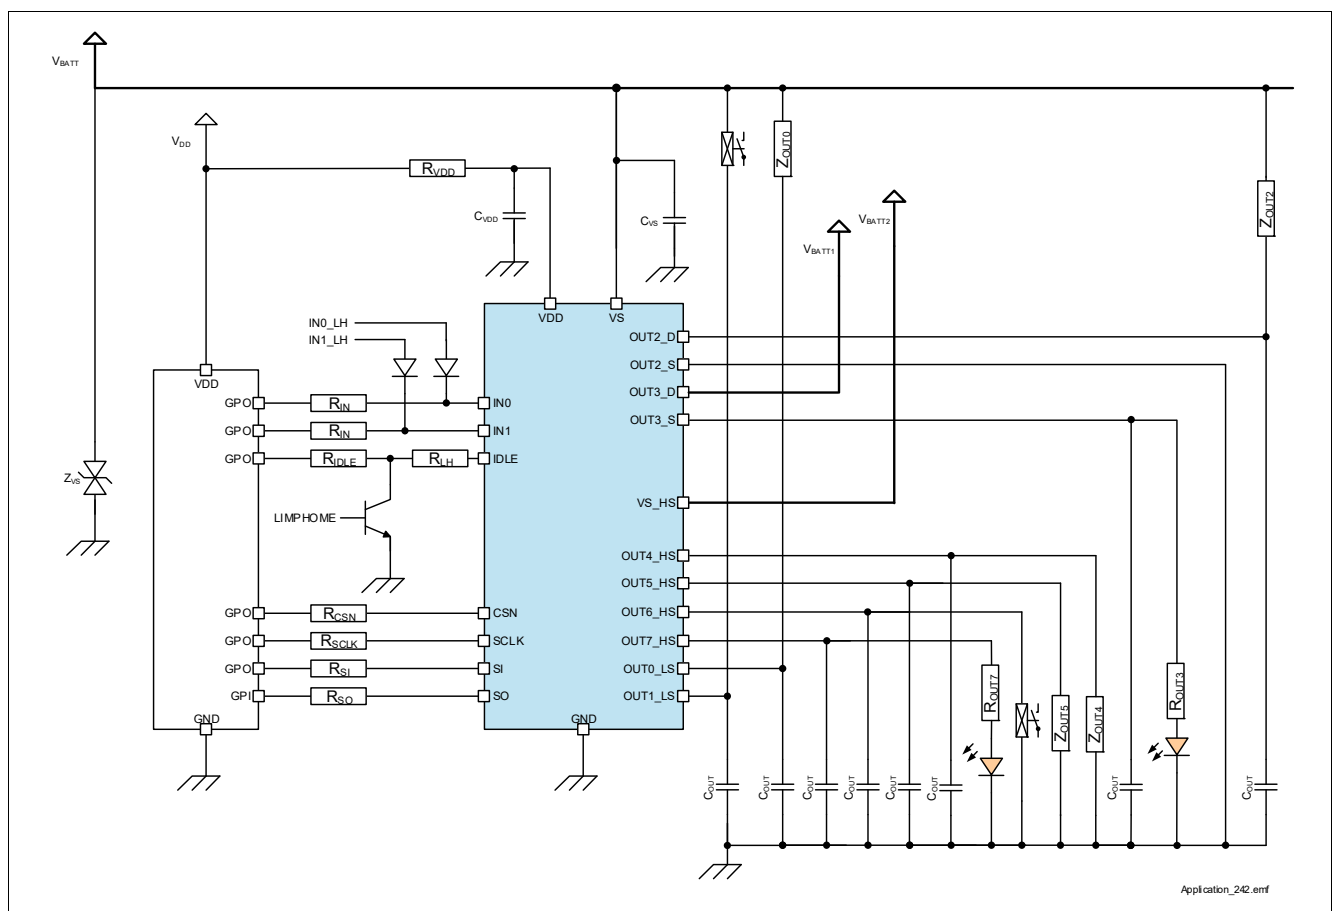 VBATT
VDD
RVDD
CVDD
CVS
ZOUT0
VBATT2
VBATT1
ZOUT2
IN0_LH
IN1_LH
VDD
VS
OUT2_D
OUT2_S
OUT3_D
OUT3_S
VS_HS
OUT4_HS
OUT5_HS
OUT6_HS
OUT7_HS
OUT0_LS
OUT1_LS
IN0
IN1
IDLE
CSN
SCLK
SI
SO
GND
VDD
GPO
GPO
GPO
GPO
GPO
GPO
GPI
GND
RIN
RIN
RIDLE
RLH
LIMPHOME
RCSN
RSCLK
RSI
RSO
ZVS
ROUT7
ZOUT5
ZOUT4
ROUT3
COUT
COUT
COUT
COUT
COUT
COUT
COUT
COUT
Application_242.emf